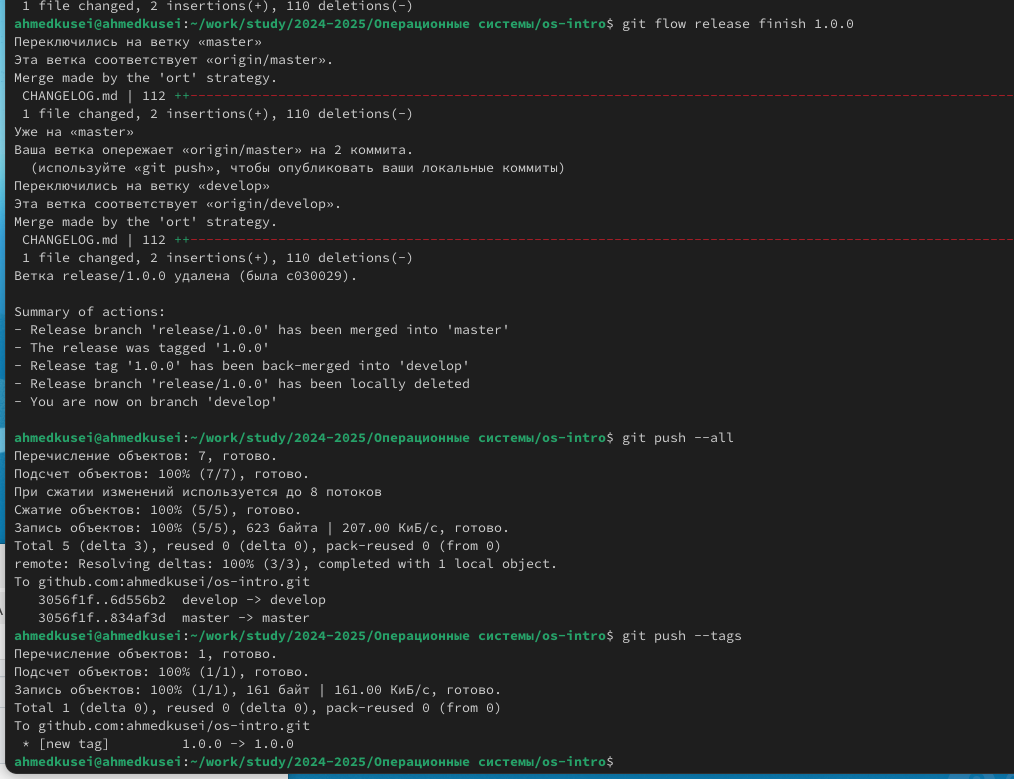 1 file changed, 2 insertions(+), 110 deletions(-)
ahmedkusei@ahmedkusei:~/work/study/2024-2025/Операционные системы/os-intro$ git flow release finish 1.0.0
Переключились на ветку «master»
Эта ветка соответствует «origin/master».
Merge made by the 'ort' strategy.
 CHANGELOG.md | 112 ++------------------------------------------------------------------------------------------------------
 1 file changed, 2 insertions(+), 110 deletions(-)
Уже на «master»
Ваша ветка опережает «origin/master» на 2 коммита.
  (используйте «git push», чтобы опубликовать ваши локальные коммиты)
Переключились на ветку «develop»
Эта ветка соответствует «origin/develop».
Merge made by the 'ort' strategy.
 CHANGELOG.md | 112 ++------------------------------------------------------------------------------------------------------
 1 file changed, 2 insertions(+), 110 deletions(-)
Ветка release/1.0.0 удалена (была c030029).
Summary of actions:
- Release branch 'release/1.0.0' has been merged into 'master'
- The release was tagged '1.0.0'
- Release tag '1.0.0' has been back-merged into 'develop'
- Release branch 'release/1.0.0' has been locally deleted
- You are now on branch 'develop'
ahmedkusei@ahmedkusei:~/work/study/2024-2025/Операционные системы/os-intro$ git push --all
Перечисление объектов: 7, готово.
Подсчет объектов: 100% (7/7), готово.
При сжатии изменений используется до 8 потоков
Сжатие объектов: 100% (5/5), готово.
Запись объектов: 100% (5/5), 623 байта | 207.00 КиБ/с, готово.
Total 5 (delta 3), reused 0 (delta 0), pack-reused 0 (from 0)
remote: Resolving deltas: 100% (3/3), completed with 1 local object.
To github.com:ahmedkusei/os-intro.git
   3056f1f..6d556b2  develop -> develop
   3056f1f..834af3d  master -> master
ahmedkusei@ahmedkusei:~/work/study/2024-2025/Операционные системы/os-intro$ git push --tags
Перечисление объектов: 1, готово.
Подсчет объектов: 100% (1/1), готово.
Запись объектов: 100% (1/1), 161 байт | 161.00 КиБ/с, готово.
Total 1 (delta 0), reused 0 (delta 0), pack-reused 0 (from 0)
To github.com:ahmedkusei/os-intro.git
 * [new tag]         1.0.0 -> 1.0.0
ahmedkusei@ahmedkusei:~/work/study/2024-2025/Операционные системы/os-intro$